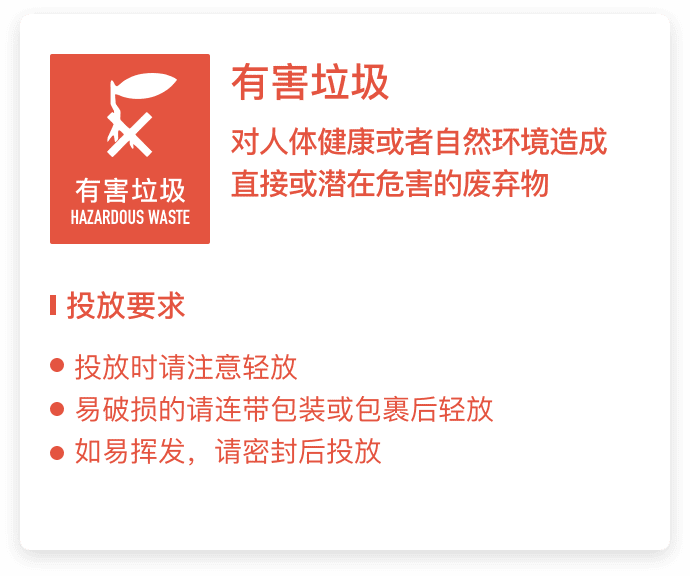 有害垃圾
HAZARDOUS WASTE
有害垃圾
对人体健康或者自然环境造成
直接或潜在危害的废弃物
投放要求
投放时请注意轻放
易破损的请连带包装或包裹后轻放
如易挥发，请密封后投放